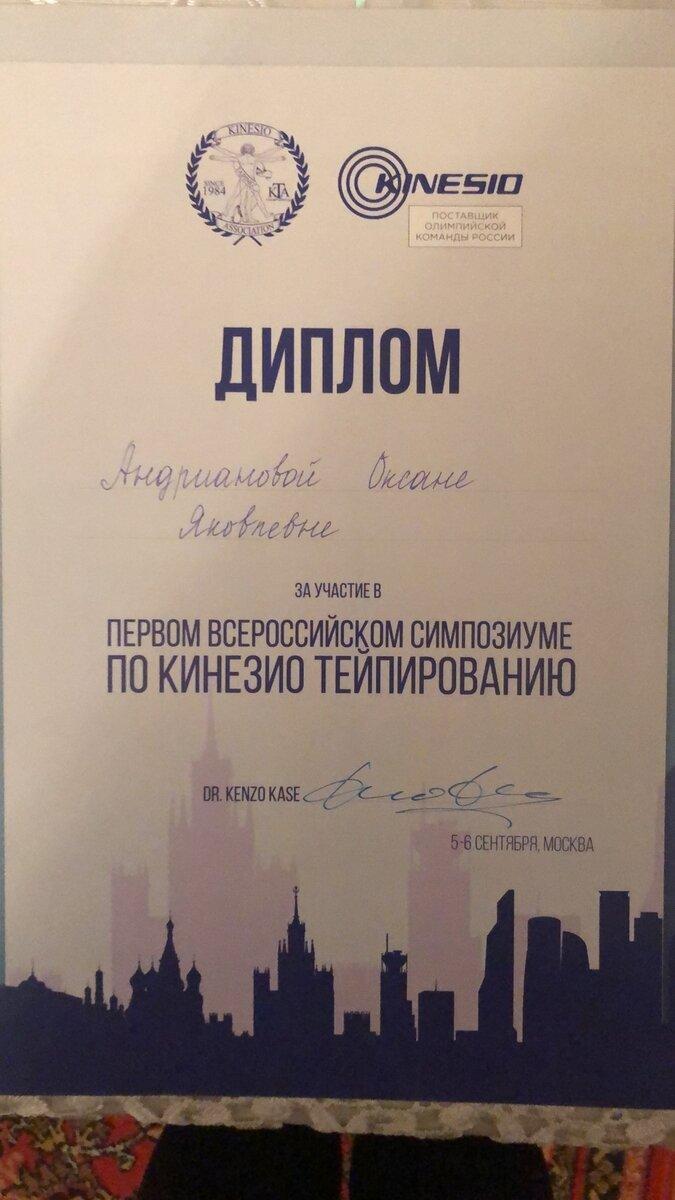 KINESIO
SINCE
1984
KTA
ASSOCIATION
KINESIO
ПОСТАВЩИК
ОЛИМПИЙСКОЙ
КОМАНДЫ РОССИИ
ДИПЛОМ
Андриановой Оксане
Яковлевне
ЗА УЧАСТИЕ В
ПЕРВОМ ВСЕРОССИЙСКОМ СИМПОЗИУМЕ
ПО КИНЕЗИО ТЕЙПИРОВАНИЮ
DR. KENZO KASE
5-6 СЕНТЯБРЯ, МОСКВА